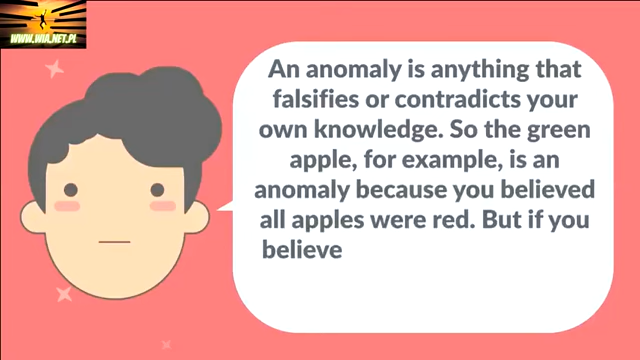 WWW.WIA.NET.PL
An anomaly is anything that
falsifies or contradicts your
own knowledge. So the green
apple, for example, is an
anomaly because you believed
all apples were red. But if you
believe